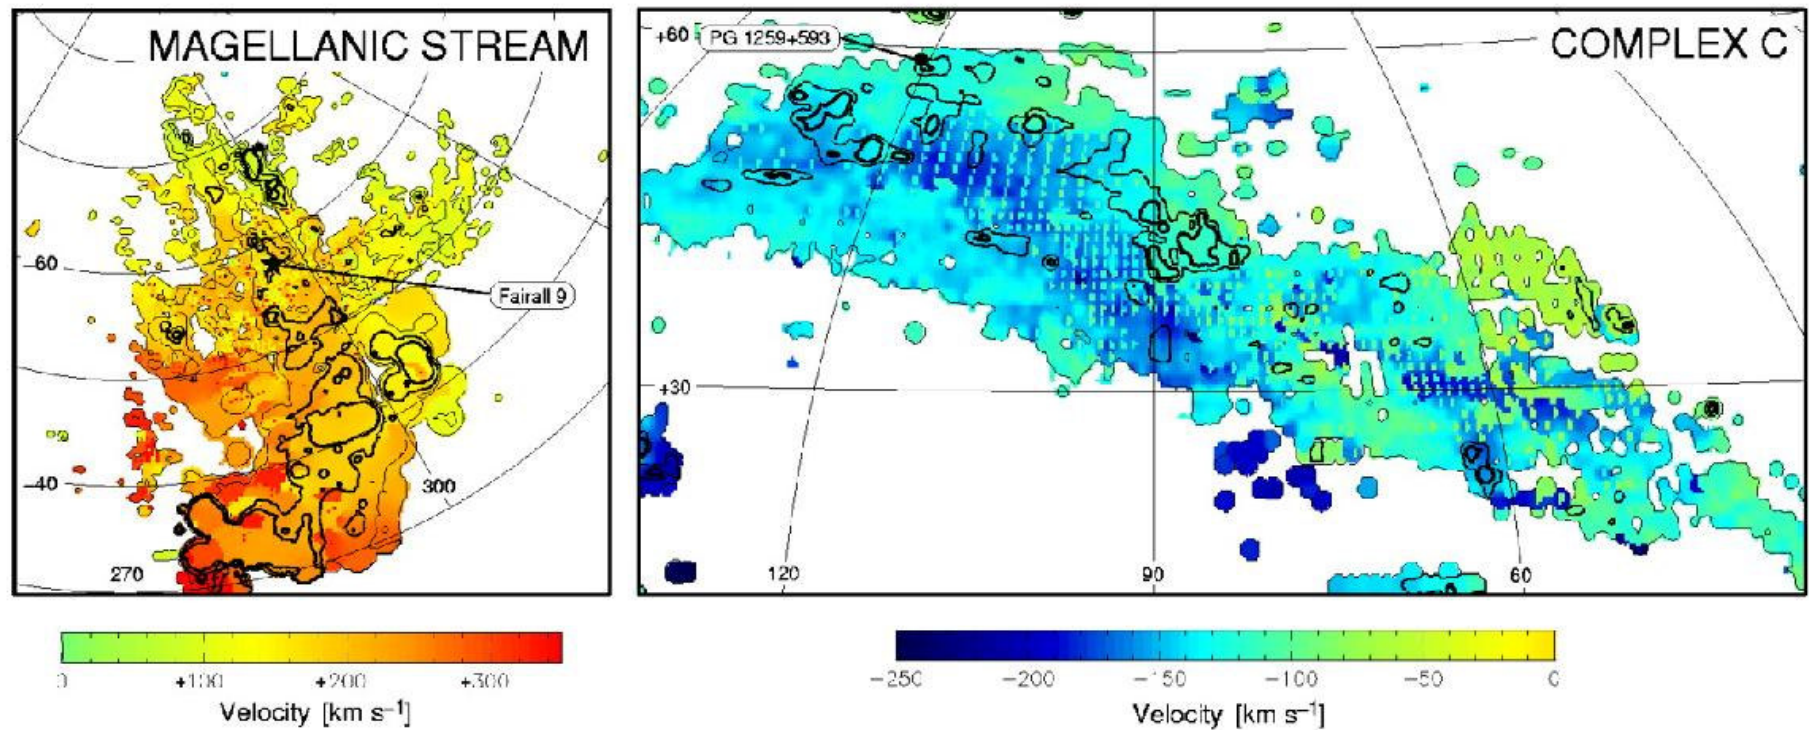 MAGELLANIC STREAM
−60
Fairall 9
−40
300
270
0 +100 +200 +300
Velocity [km s−1]
COMPLEX C
+60
PG 1259+593
+30
120 90 60
−250 −200 −150 −100 −50 0
Velocity [km s−1]